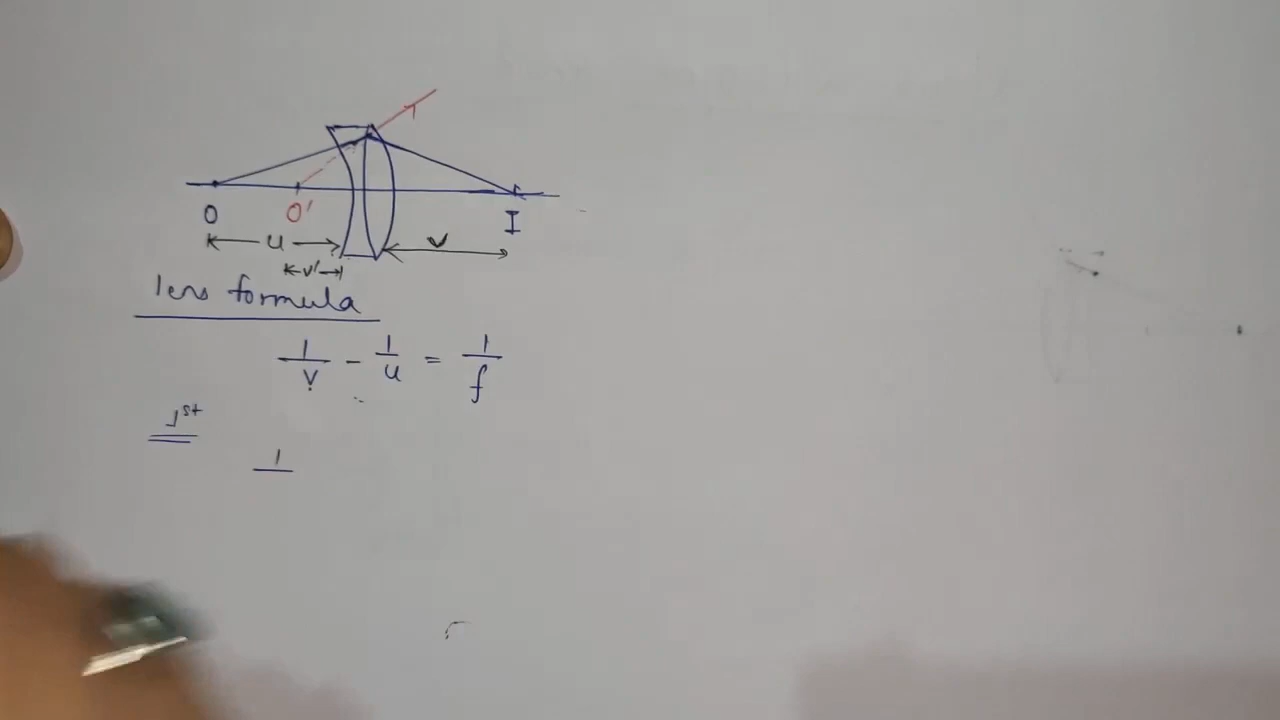 O O' I
u v
v'
lens formula
1/v - 1/u = 1/f
1st
1